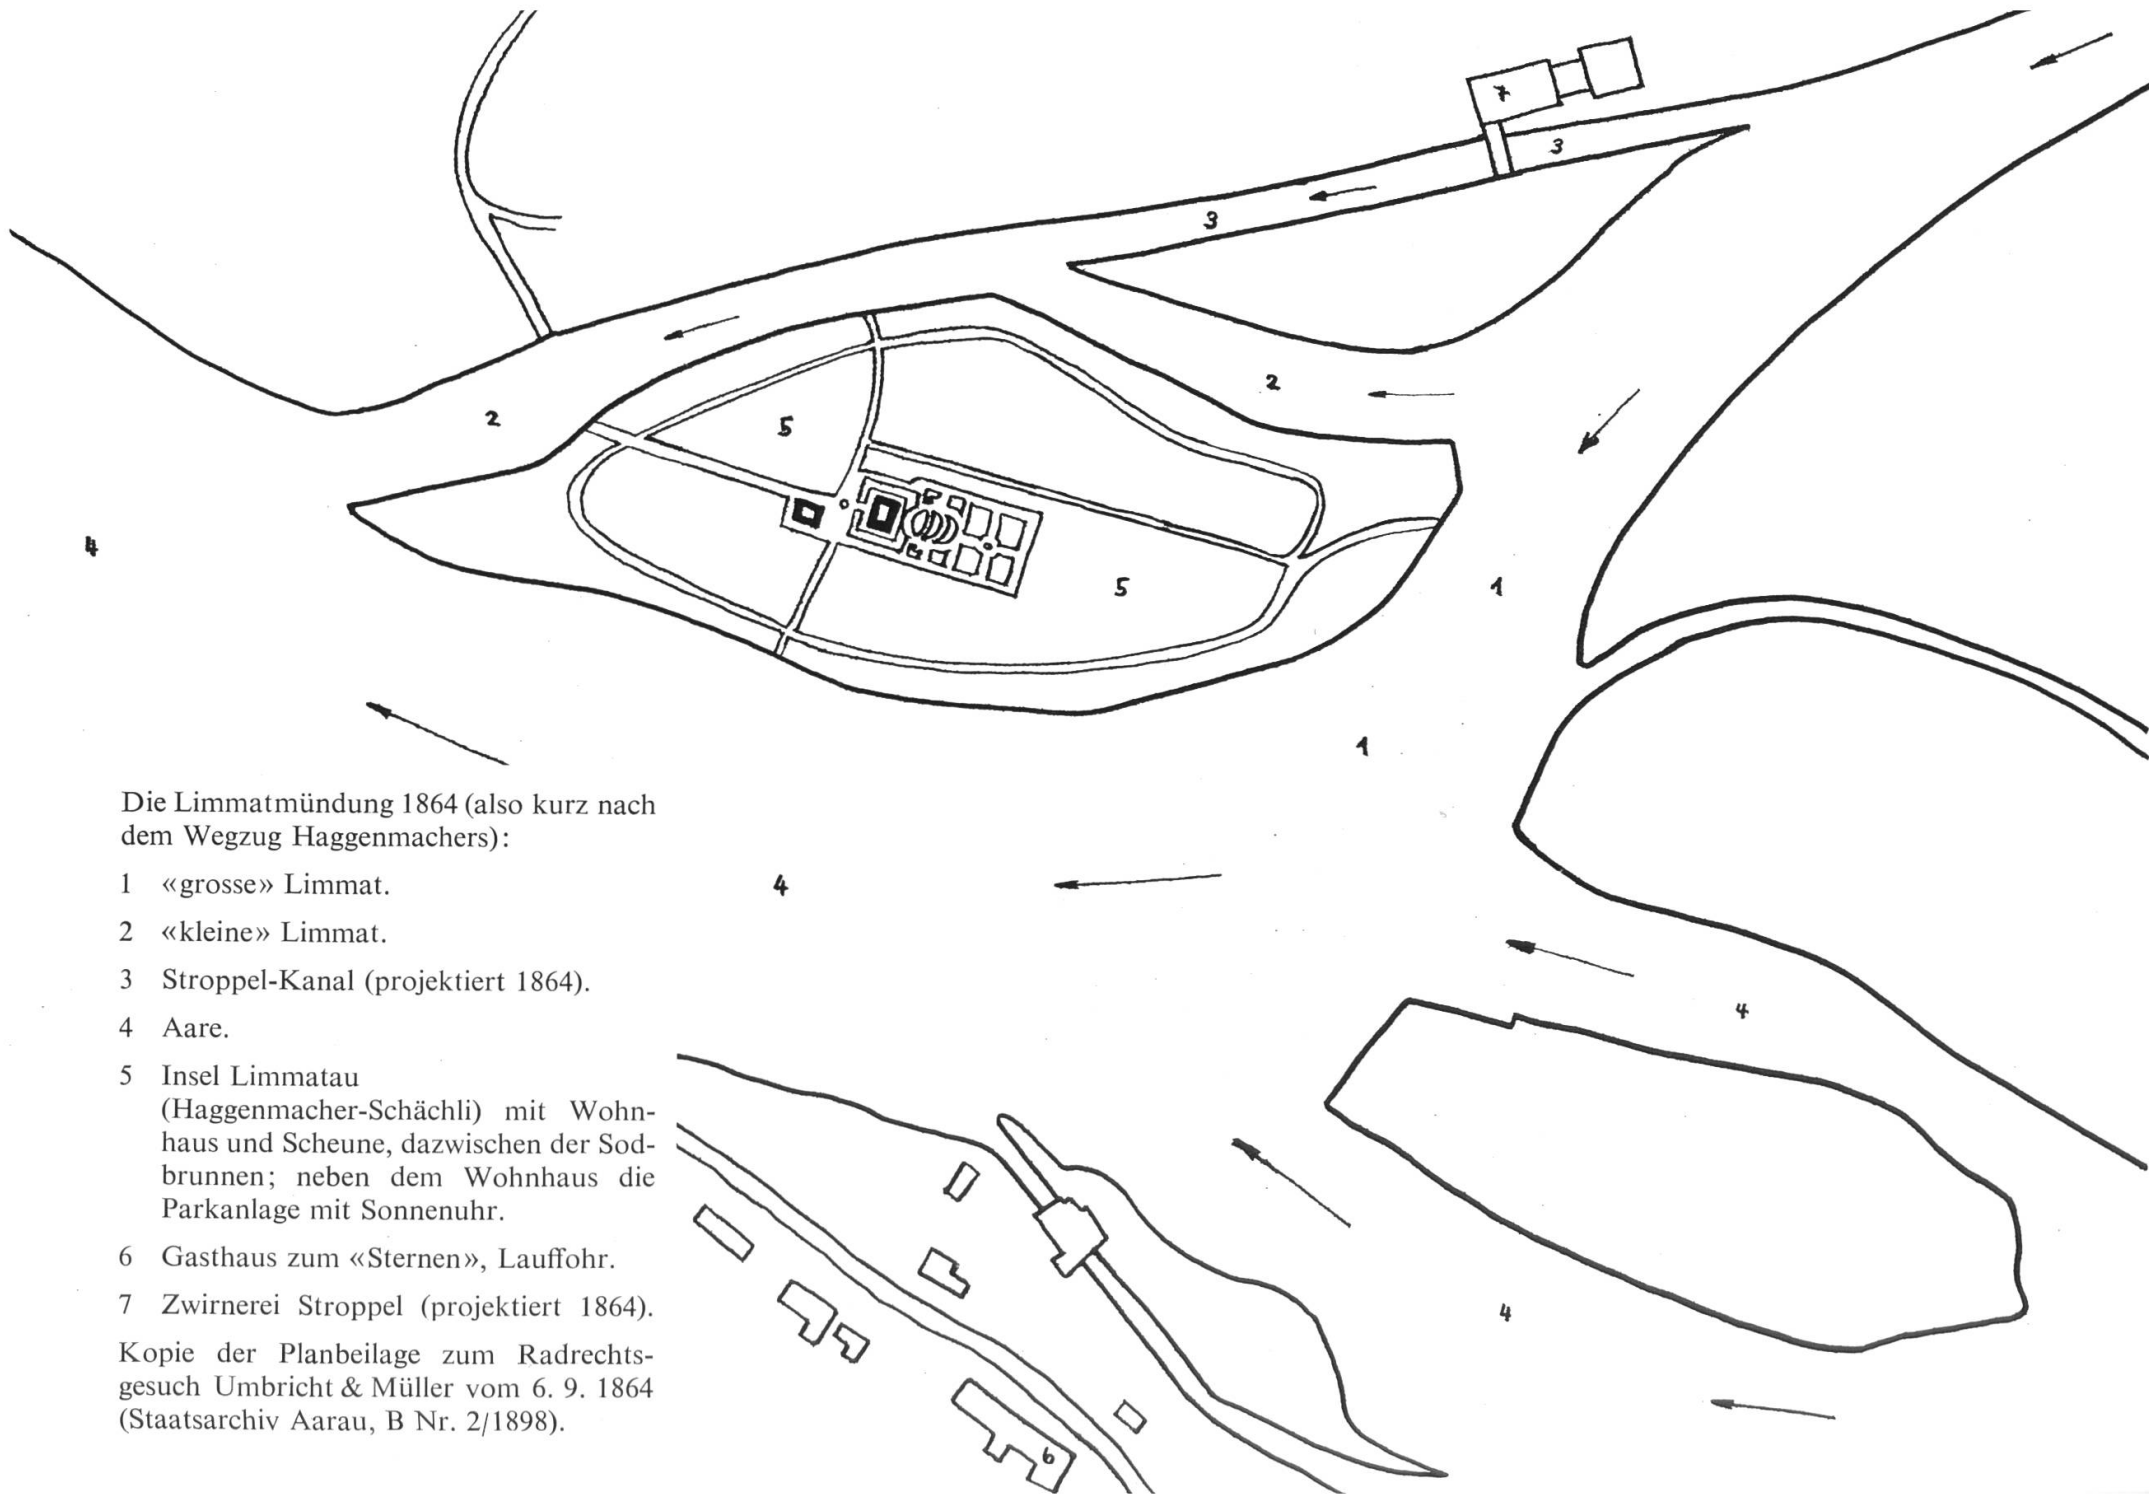 7
3
3
2
2
5
5
4
1
1
4
4
4
6
Die Limmatmündung 1864 (also kurz nach
dem Wegzug Haggenmachers):
1 «grosse» Limmat.
2 «kleine» Limmat.
3 Stroppel-Kanal (projektiert 1864).
4 Aare.
5 Insel Limmatau
(Haggenmacher-Schächli) mit Wohn-
haus und Scheune, dazwischen der Sod-
brunnen; neben dem Wohnhaus die
Parkanlage mit Sonnenuhr.
6 Gasthaus zum «Sternen», Lauffohr.
7 Zwirnerei Stroppel (projektiert 1864).
Kopie der Planbeilage zum Radrechts-
gesuch Umbricht & Müller vom 6. 9. 1864
(Staatsarchiv Aarau, B Nr. 2/1898).